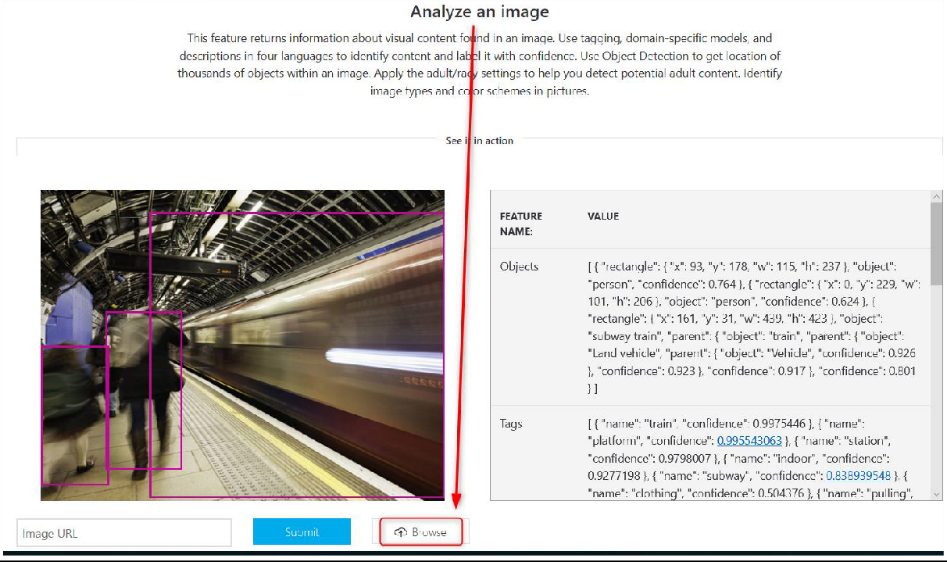 Analyze an image
This feature returns information about visual content found in an image. Use tagging, domain-specific models, and
descriptions in four languages to identify content and label it with confidence. Use Object Detection to get location of
thousands of objects within an image. Apply the adult/racy settings to help you detect potential adult content. Identify
image types and color schemes in pictures.
See it in action
FEATURE NAME: VALUE
Objects
[ { "rectangle": { "x": 93, "y": 178, "w": 115, "h": 237 }, "object":
"person", "confidence": 0.764 }, { "rectangle": { "x": 0, "y": 229, "w":
101, "h": 206 }, "object": "person", "confidence": 0.624 }, {
"rectangle": { "x": 161, "y": 31, "w": 439, "h": 423 }, "object":
"subway train", "parent": { "object": "train", "parent": { "object":
"Land vehicle", "parent": { "object": "Vehicle", "confidence": 0.926
}, "confidence": 0.923 }, "confidence": 0.917 }, "confidence": 0.801
} ]
Tags
[ { "name": "train", "confidence": 0.9975446 }, { "name":
"platform", "confidence": 0.995543063 }, { "name": "station",
"confidence": 0.9798007 }, { "name": "indoor", "confidence":
0.9277198 }, { "name": "subway", "confidence": 0.838939548 }, {
"name": "clothing", "confidence": 0.504376 }, { "name": "pulling",
Image URL
Submit
Browse